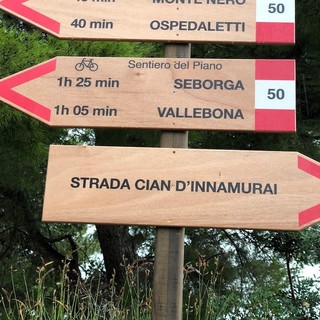 MONTE NERO
40 min OSPEDALETTI
50
Sentiero del Piano
1h 25 min SEBORGA
1h 05 min VALLEBONA
50
STRADA CIAN D'INNAMURAI